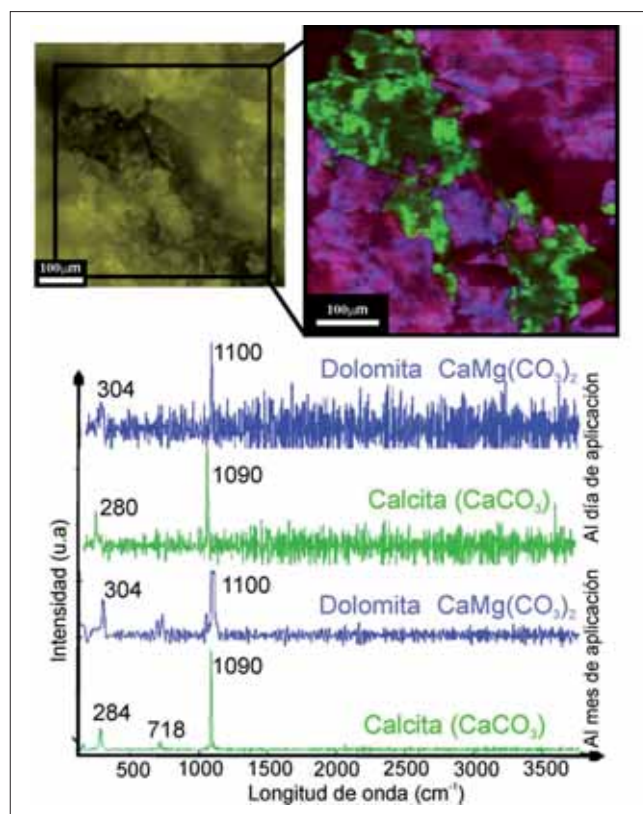 100µm
100µm
1100
Dolomita CaMg(CO₃)₂
304
1090
280
Calcita (CaCO₃)
Al día de aplicación
304
1100
Dolomita CaMg(CO₃)₂
1090
284
718
Calcita (CaCO₃)
Al mes de aplicación
Intensidad (u.a)
500 1000 1500 2000 2500 3000 3500
Longitud de onda (cm⁻¹)